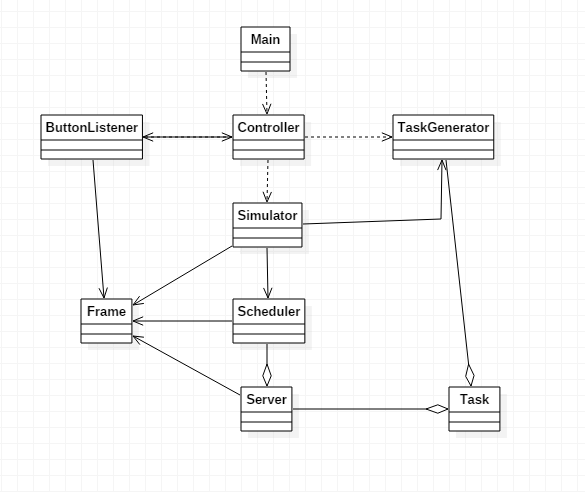 Main
ButtonListener
Controller
TaskGenerator
Simulator
Frame
Scheduler
Server
Task